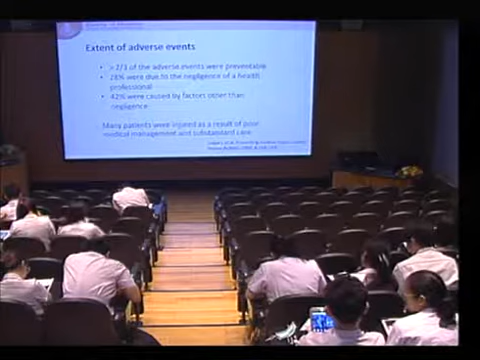 Extent of adverse events
• >2/3 of the adverse events were preventable
• 28% were due to the negligence of a health
professional
• 42% were caused by factors other than
negligence
Many patients were injured as a result of poor
medical management and substandard care